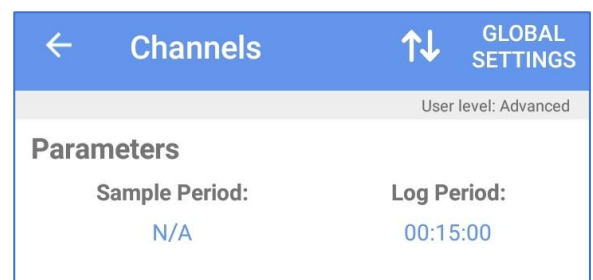 Channels
GLOBAL
SETTINGS
User level: Advanced
Parameters
Sample Period: Log Period:
N/A 00:15:00